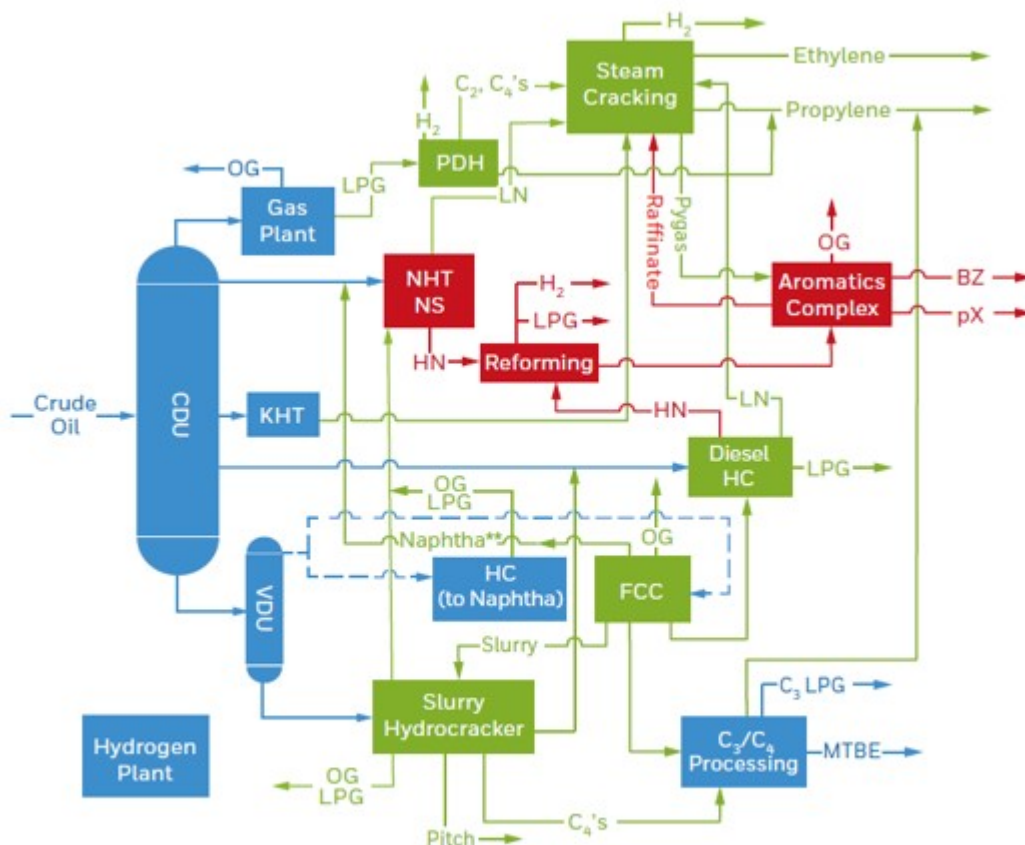 H₂
Ethylene
Steam
Cracking
C₂, C₄'s
Propylene
H₂
PDH
OG
LPG
LN
Gas
Plant
Raffinate
Pygas
OG
NHT
NS
H₂
LPG
Aromatics
Complex
BZ
pX
HN
Reforming
CDU
Crude
Oil
KHT
HN
LN
Diesel
HC
LPG
OG
LPG
Naphtha**
OG
HC
(to Naphtha)
FCC
VDU
Slurry
Slurry
Hydrocracker
C₃ LPG
Hydrogen
Plant
C₃/C₄
Processing
MTBE
OG
LPG
Pitch
C₄'s